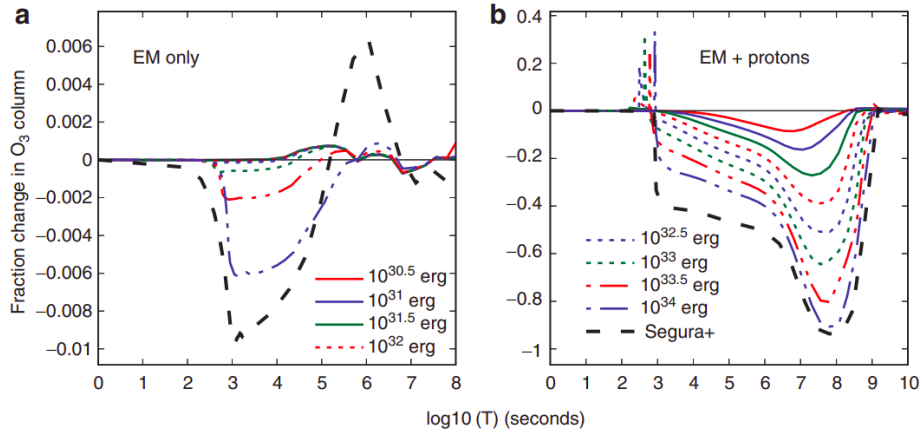 a
b
EM only
EM + protons
Fraction change in O₃ column
0.006
0.004
0.002
0
−0.002
−0.004
−0.006
−0.008
−0.01
10^30.5 erg
10^31 erg
10^31.5 erg
10^32 erg
0 1 2 3 4 5 6 7 8
0.4
0.2
0
−0.2
−0.4
−0.6
−0.8
−1
10^32.5 erg
10^33 erg
10^33.5 erg
10^34 erg
Segura+
0 1 2 3 4 5 6 7 8 9 10
log10 (T) (seconds)